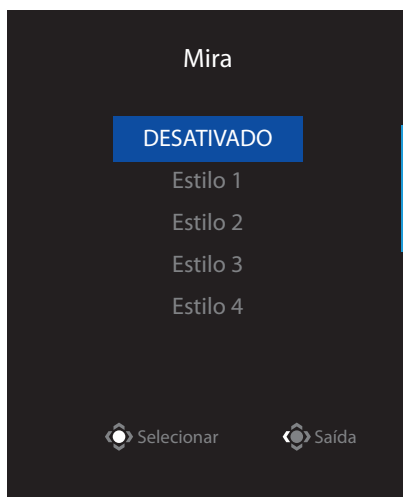 Mira
DESATIVADO
Estilo 1
Estilo 2
Estilo 3
Estilo 4
Selecionar Saída